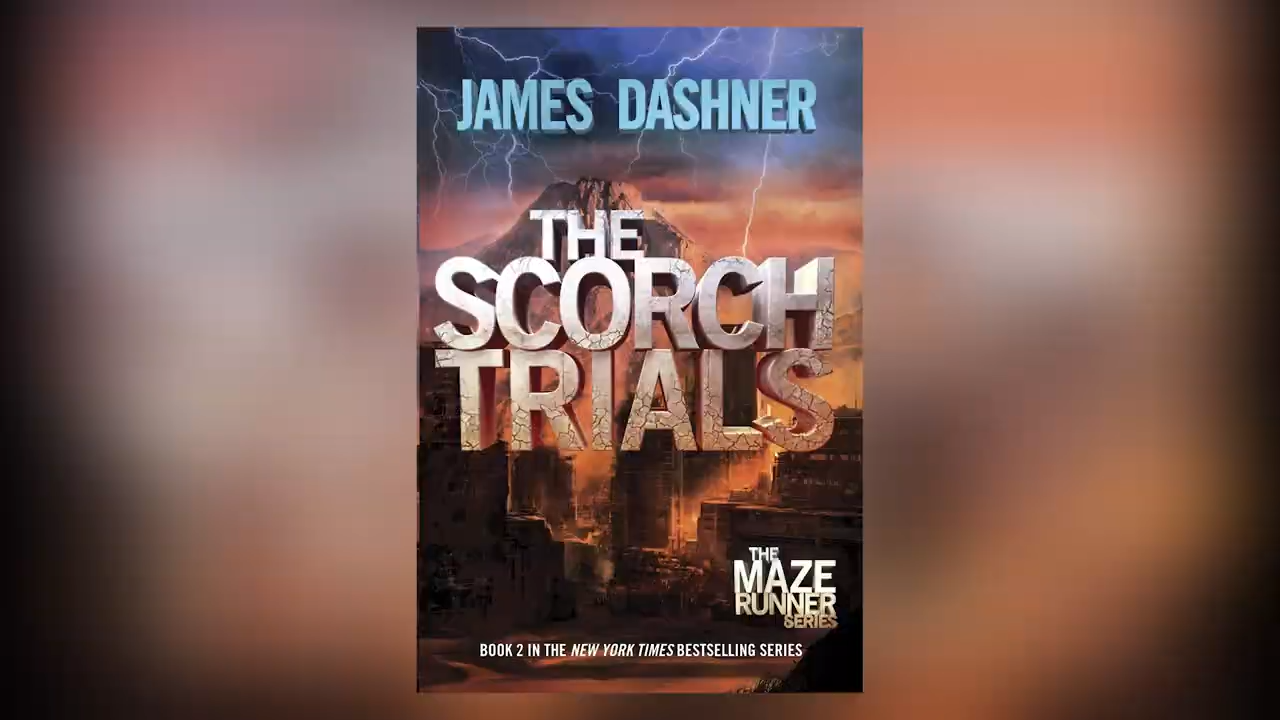 JAMES DASHNER
THE
SCORCH
TRIALS
THE
MAZE
RUNNER
SERIES
BOOK 2 IN THE NEW YORK TIMES BESTSELLING SERIES